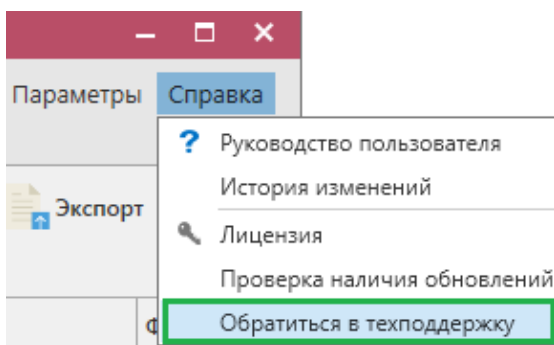 Параметры Справка
Руководство пользователя
История изменений
Экспорт
Лицензия
Проверка наличия обновлений
Обратиться в техподдержку